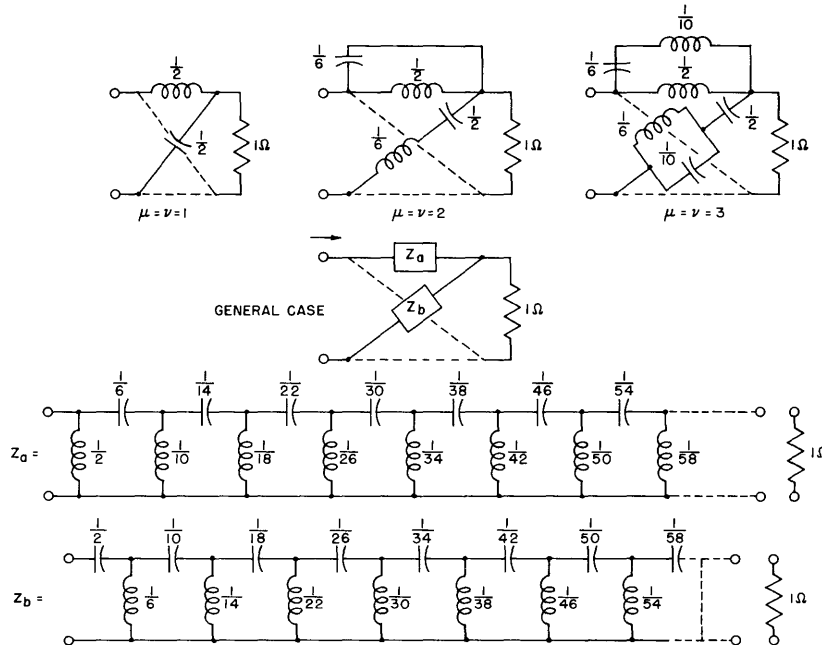 1/2 1/2 1Ω
μ = ν = 1
1/6 1/2 1/6 1/2 1Ω
μ = ν = 2
1/10 1/6 1/2 1/6 1/10 1/2 1Ω
μ = ν = 3
GENERAL CASE
Za
Zb
1Ω
1/6 1/14 1/22 1/30 1/38 1/46 1/54
Za = 1/2 1/10 1/18 1/26 1/34 1/42 1/50 1/58 1Ω
1/2 1/10 1/18 1/26 1/34 1/42 1/50 1/58
Zb = 1/6 1/14 1/22 1/30 1/38 1/46 1/54 1Ω